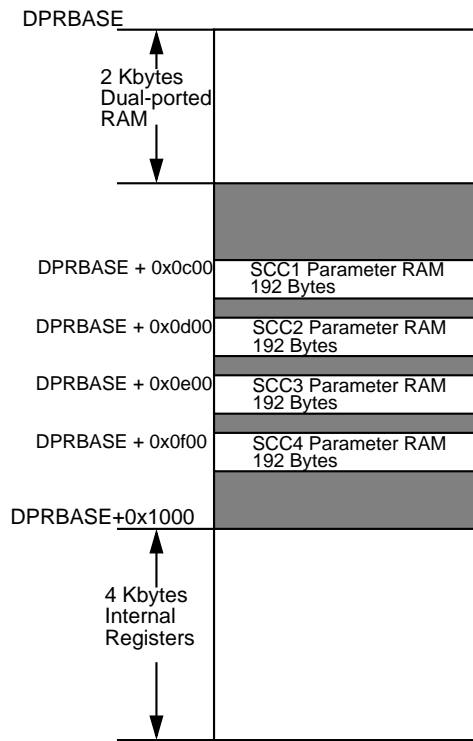 DPRBASE
2 Kbytes
Dual-ported
RAM
DPRBASE + 0x0c00
SCC1 Parameter RAM
192 Bytes
DPRBASE + 0x0d00
SCC2 Parameter RAM
192 Bytes
DPRBASE + 0x0e00
SCC3 Parameter RAM
192 Bytes
DPRBASE + 0x0f00
SCC4 Parameter RAM
192 Bytes
DPRBASE+0x1000
4 Kbytes
Internal
Registers